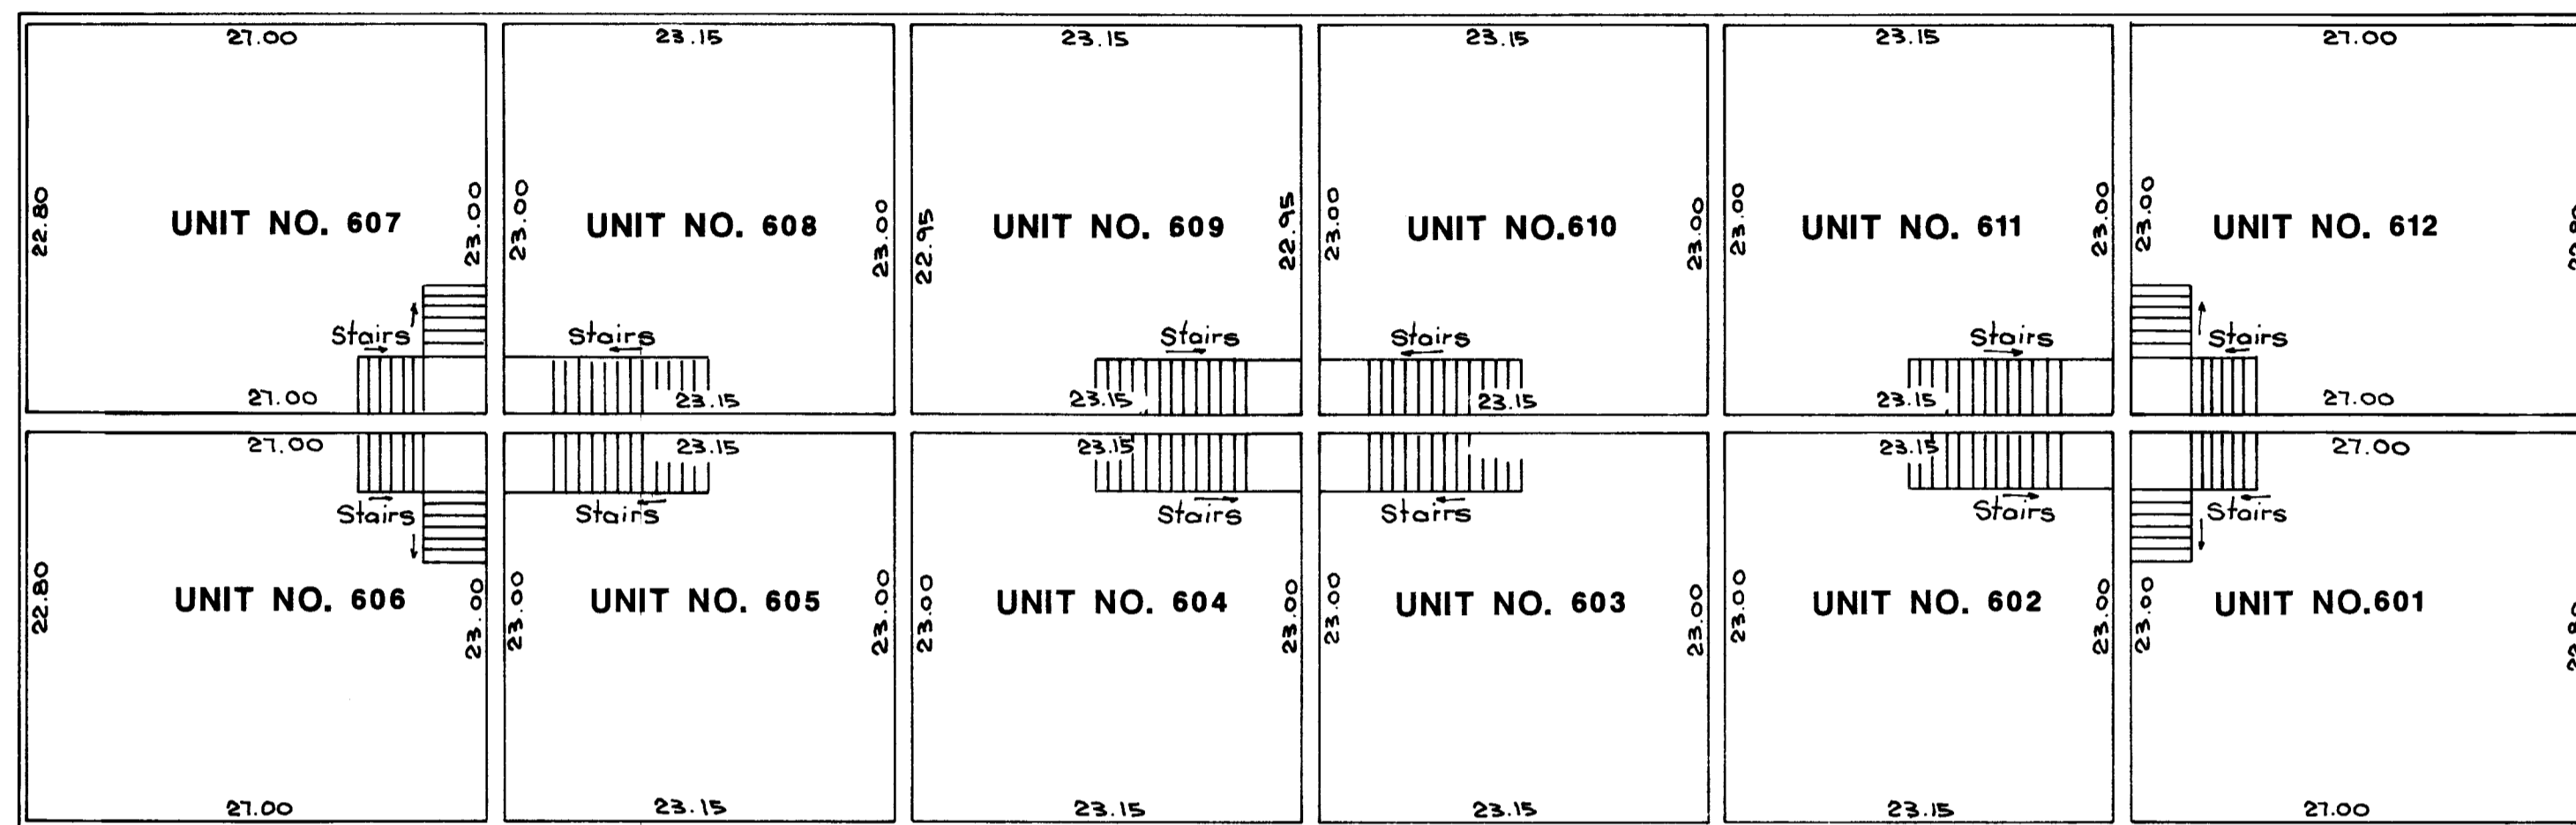 27.00 23.15 23.15 23.15 23.15 27.00
22.80 23.00 23.00 23.00 22.95 22.95 23.00 23.00 23.00 23.00 23.00
UNIT NO. 607 UNIT NO. 608 UNIT NO. 609 UNIT NO.610 UNIT NO. 611 UNIT NO. 612
Stairs Stairs Stairs Stairs Stairs Stairs
27.00 23.15 23.15 23.15 23.15 27.00
27.00 23.15 23.15 23.15 27.00
Stairs Stairs Stairs Stairs Stairs Stairs
22.80 23.00 23.00 23.00 23.00 23.00 23.00 23.00 23.00 23.00 23.00
UNIT NO. 606 UNIT NO. 605 UNIT NO. 604 UNIT NO. 603 UNIT NO. 602 UNIT NO.601
27.00 23.15 23.15 23.15 23.15 27.00